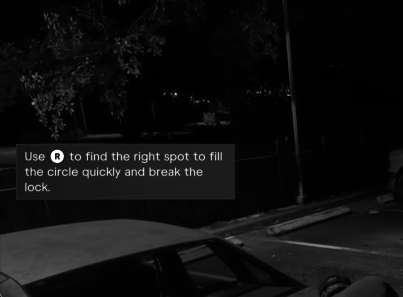 Use R to find the right spot to fill
the circle quickly and break the
lock.